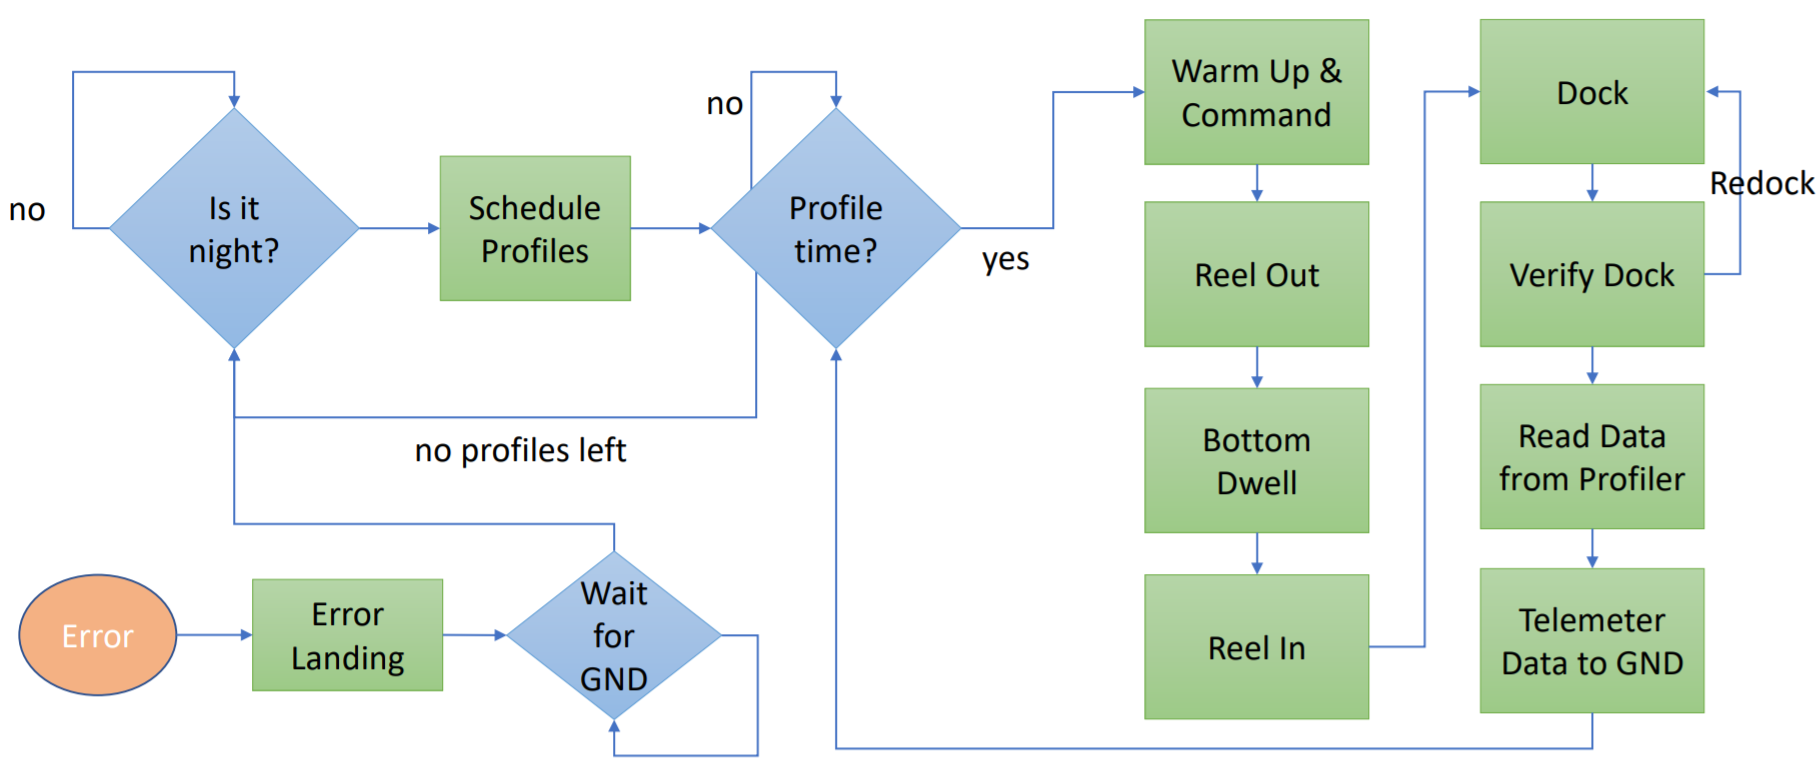 no
Is it
night?
Schedule
Profiles
no
Profile
time?
yes
no profiles left
Warm Up &
Command
Reel Out
Bottom
Dwell
Reel In
Dock
Redock
Verify Dock
Read Data
from Profiler
Telemeter
Data to GND
Error
Error
Landing
Wait
for
GND